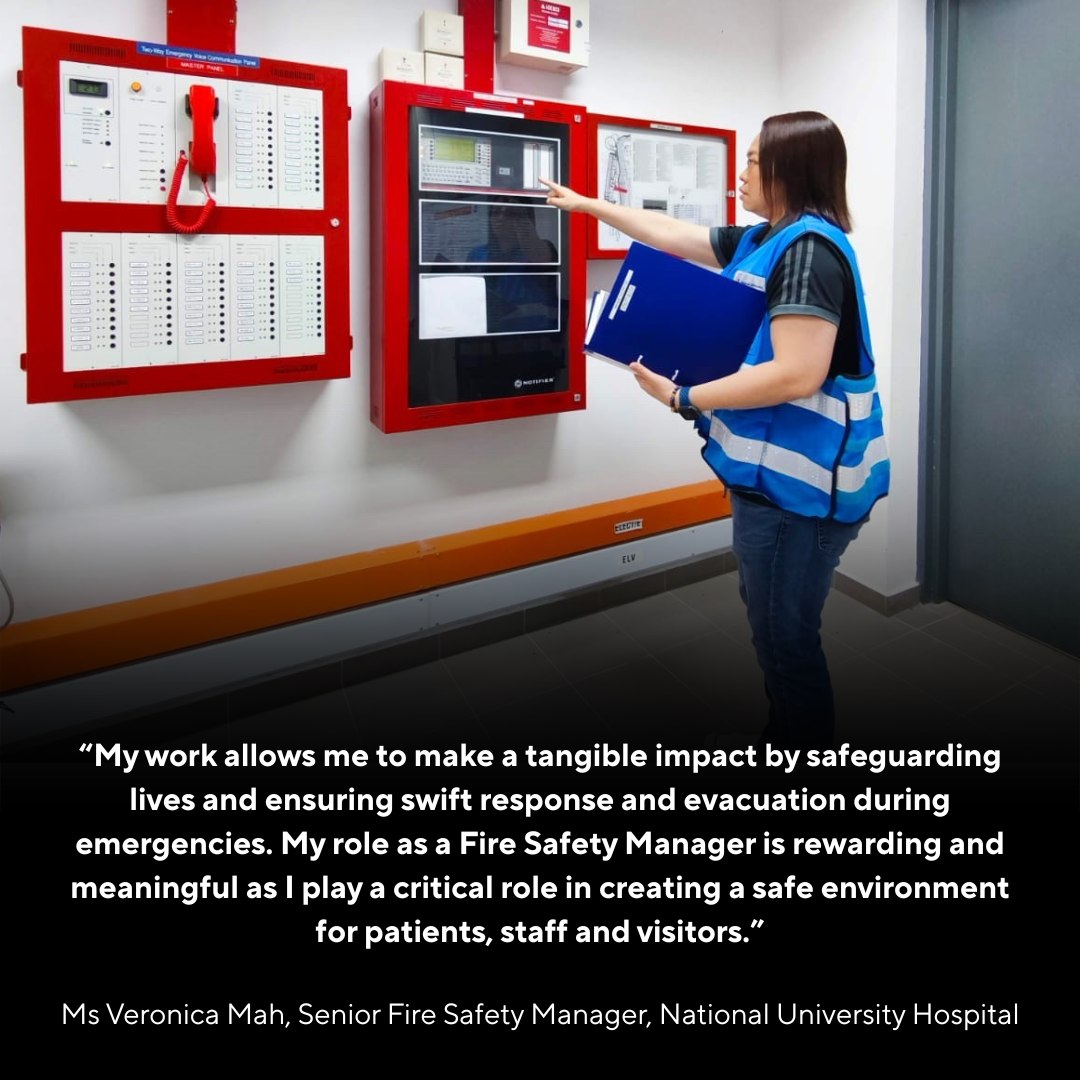 Two-Way Emergency Voice Communication Panel
MASTER PANEL
NOTIFIER
ELV
“My work allows me to make a tangible impact by safeguarding
lives and ensuring swift response and evacuation during
emergencies. My role as a Fire Safety Manager is rewarding and
meaningful as I play a critical role in creating a safe environment
for patients, staff and visitors.”
Ms Veronica Mah, Senior Fire Safety Manager, National University Hospital